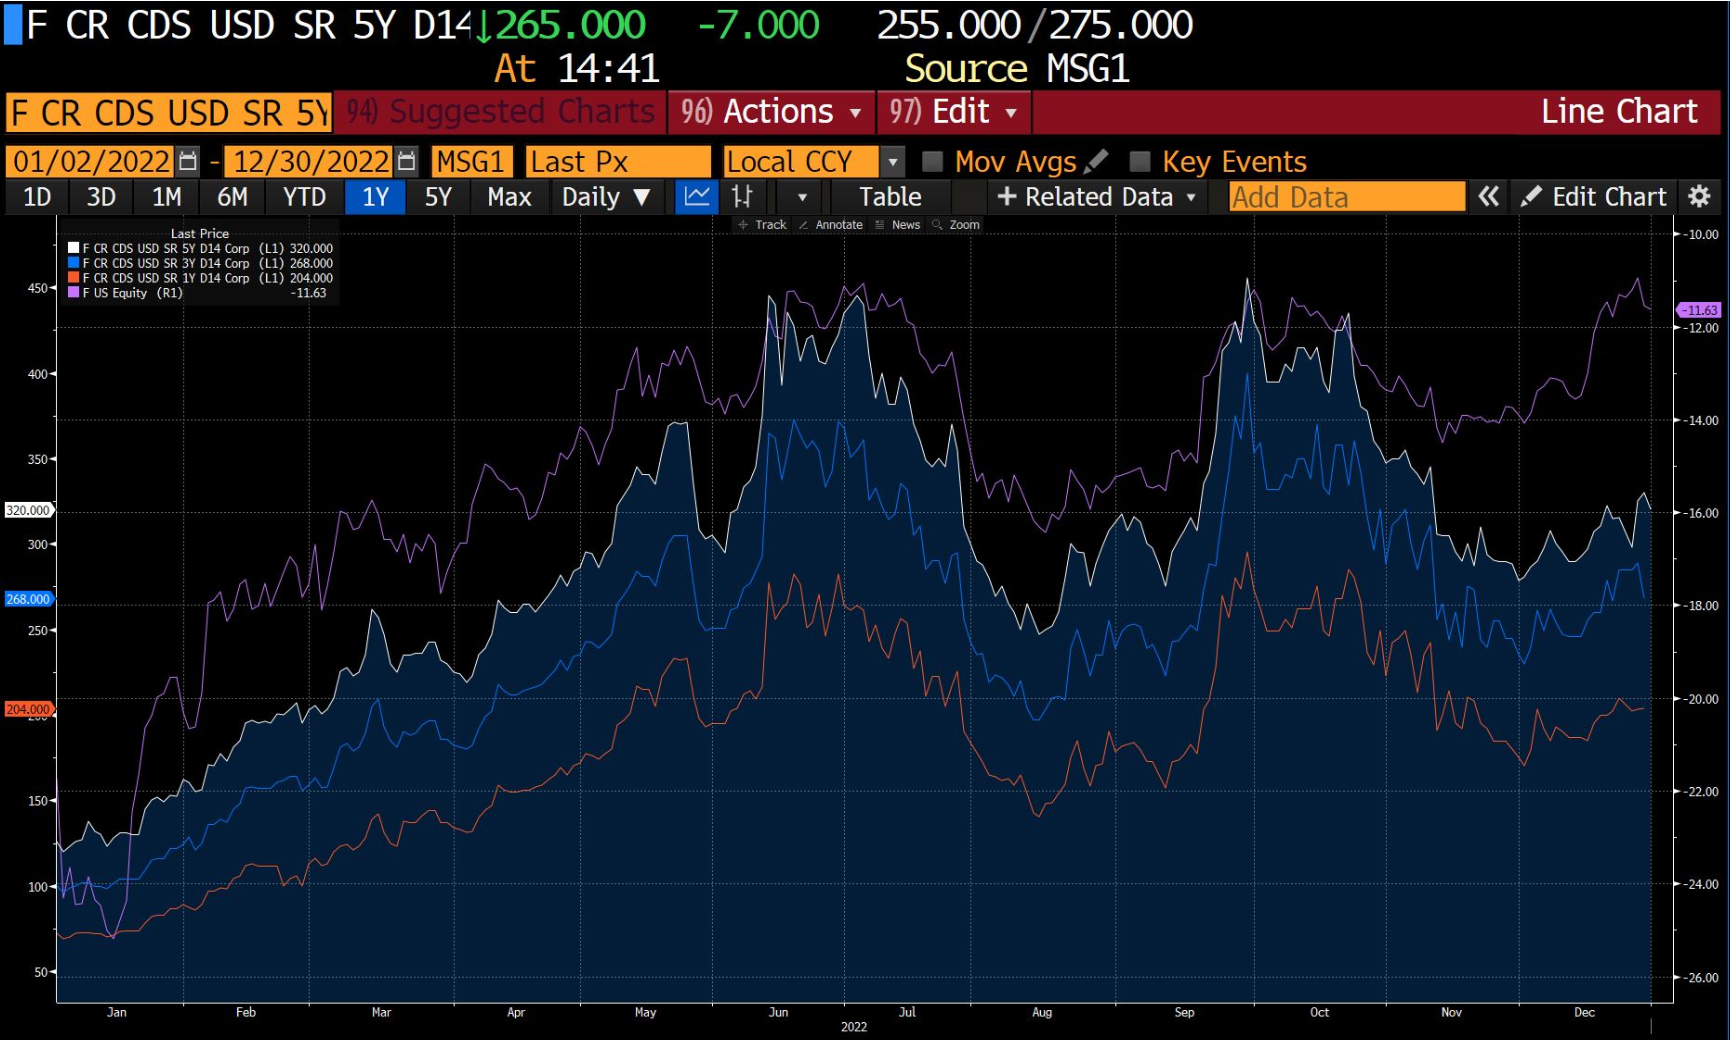 F CR CDS USD SR 5Y D14 ↓265.000 -7.000 255.000/275.000
At 14:41 Source MSG1
F CR CDS USD SR 5Y 94) Suggested Charts 96) Actions ▾ 97) Edit ▾ Line Chart
01/02/2022 - 12/30/2022 MSG1 Last Px Local CCY ▾ Mov Avgs Key Events
1D 3D 1M 6M YTD 1Y 5Y Max Daily ▼ ▾ Table + Related Data ▾ Add Data « Edit Chart
Track Annotate News Zoom
Last Price
F CR CDS USD SR 5Y D14 Corp (L1) 320.000
F CR CDS USD SR 3Y D14 Corp (L1) 268.000
F CR CDS USD SR 1Y D14 Corp (L1) 204.000
F US Equity (R1) -11.63
450
400
350
320.000
300
268.000
250
204.000
150
100
50
-10.00
-11.63
-12.00
-14.00
-16.00
-18.00
-20.00
-22.00
-24.00
-26.00
Jan Feb Mar Apr May Jun Jul Aug Sep Oct Nov Dec
2022